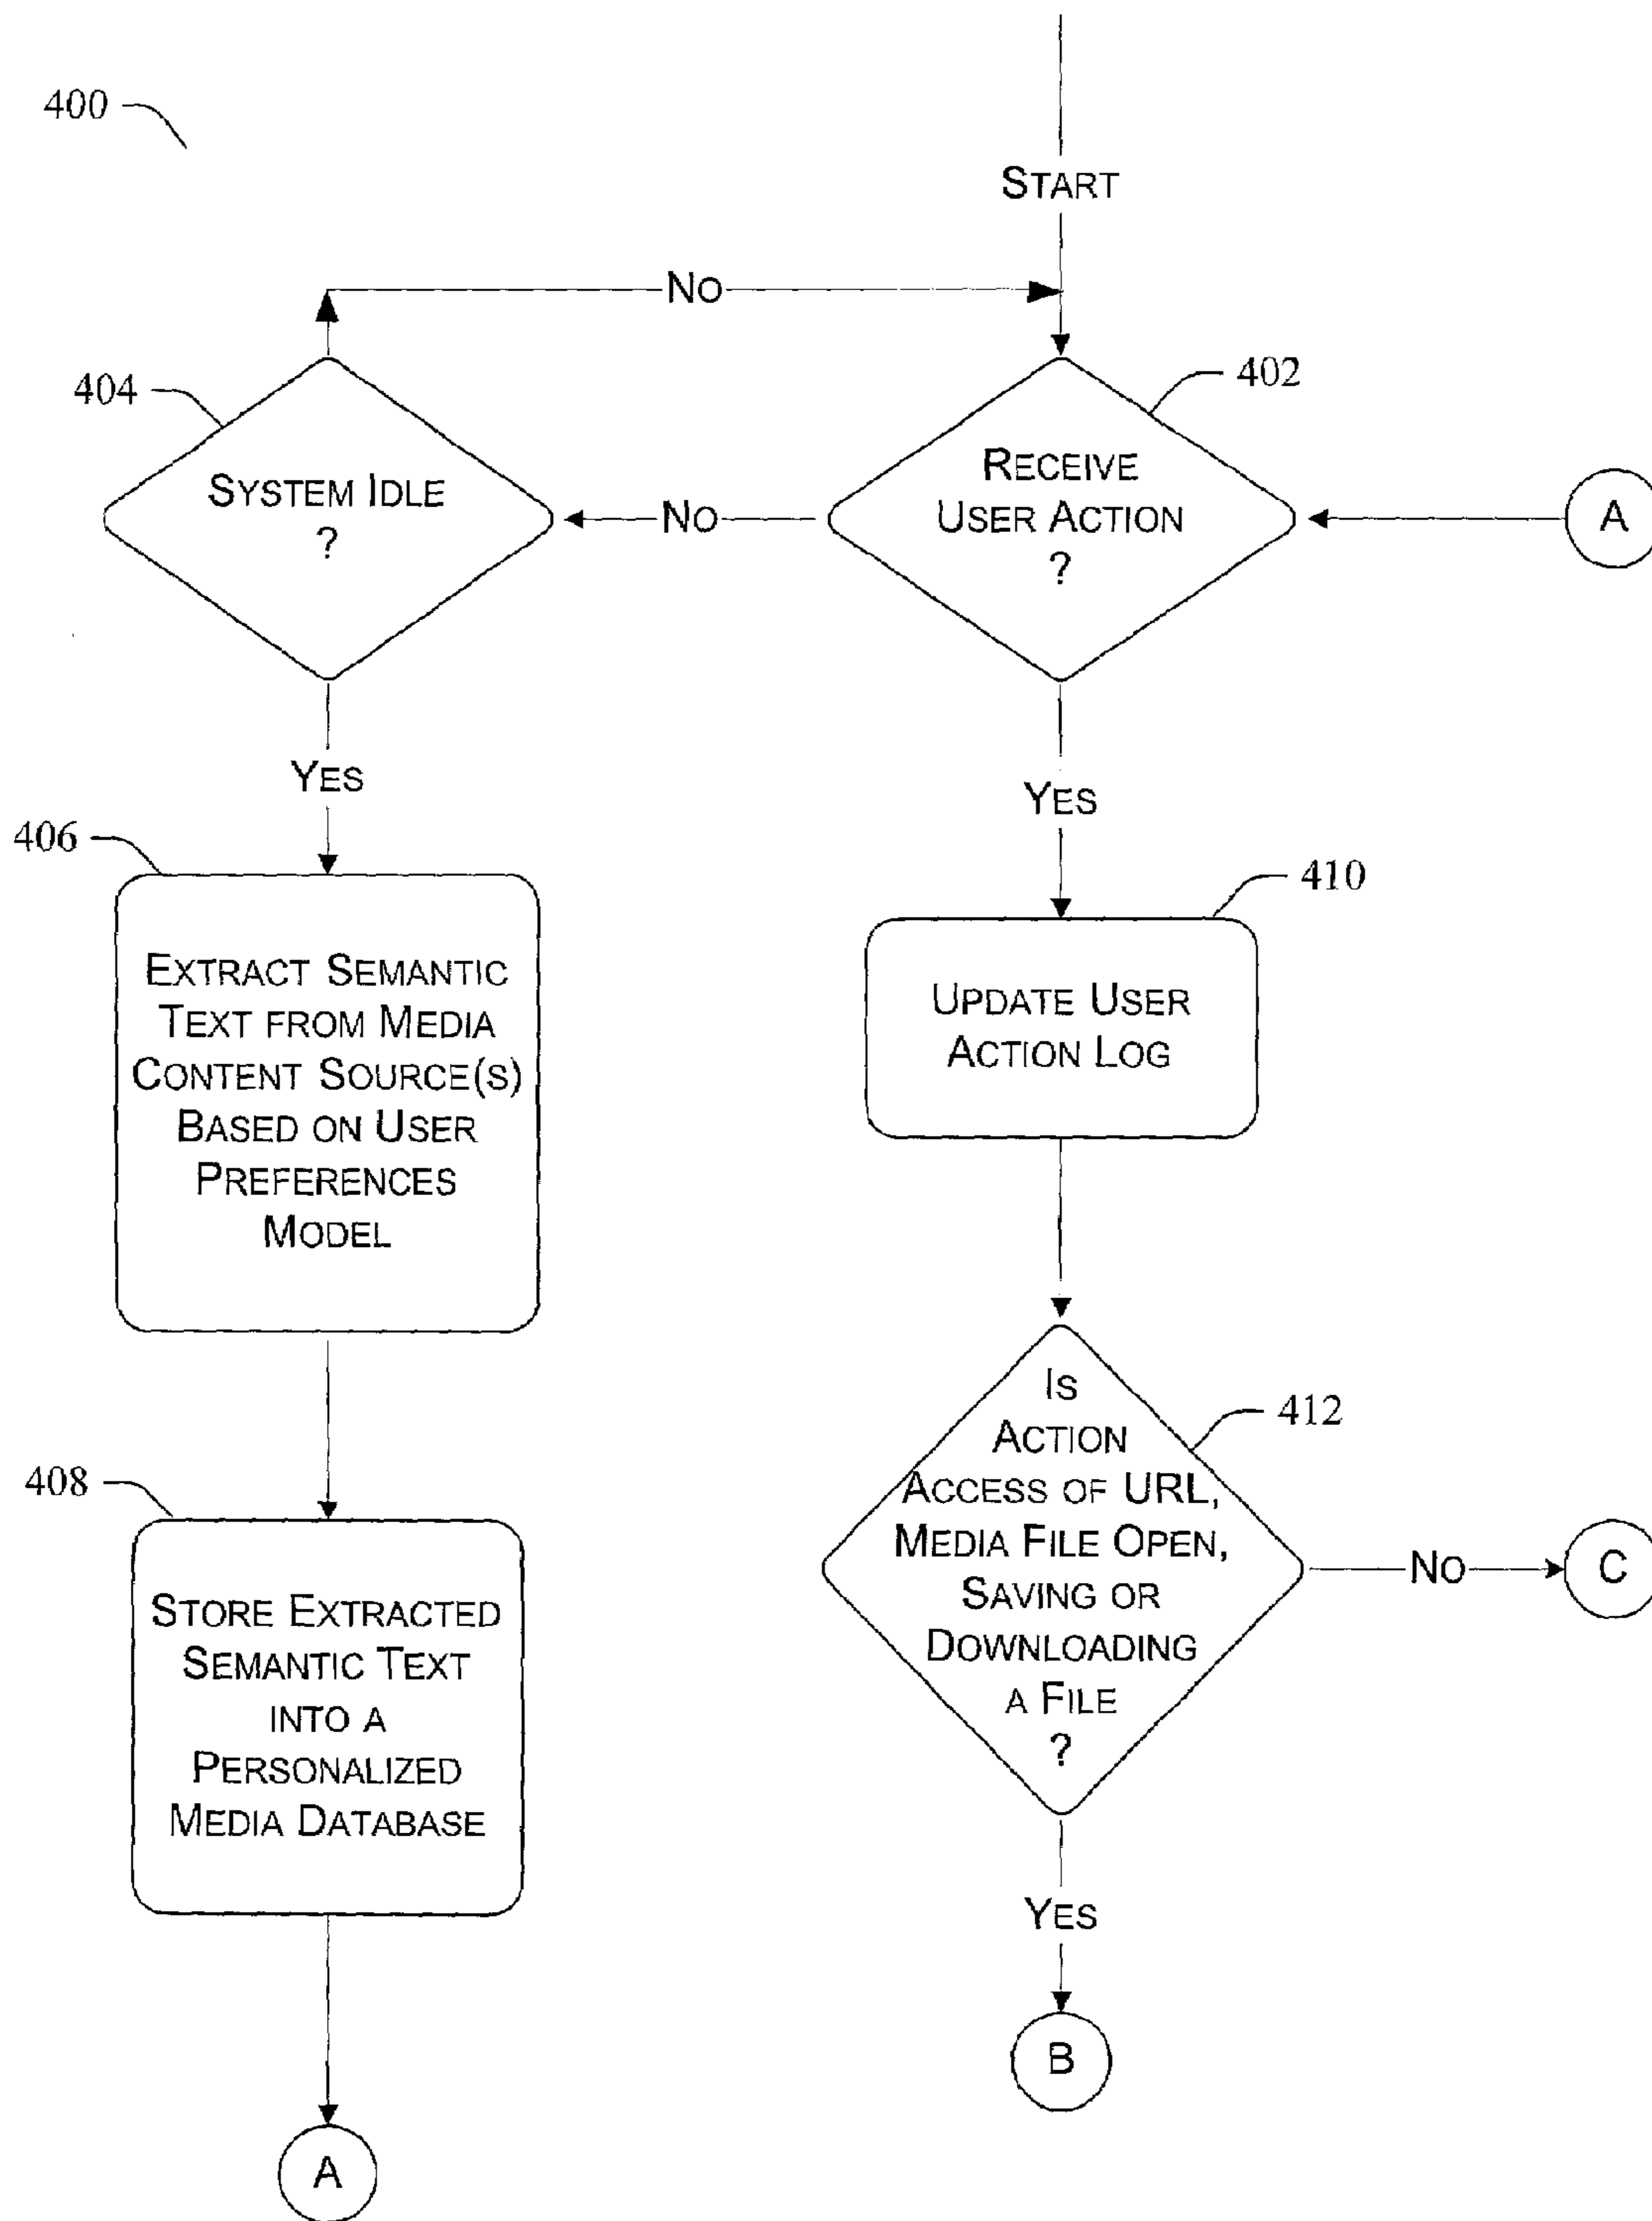 400
START
NO
404
402
SYSTEM IDLE
?
NO
RECEIVE
USER ACTION
?
A
YES
YES
406
410
EXTRACT SEMANTIC
TEXT FROM MEDIA
CONTENT SOURCE(S)
BASED ON USER
PREFERENCES
MODEL
UPDATE USER
ACTION LOG
412
IS
ACTION
ACCESS OF URL,
MEDIA FILE OPEN,
SAVING OR
DOWNLOADING
A FILE
?
NO
C
408
STORE EXTRACTED
SEMANTIC TEXT
INTO A
PERSONALIZED
MEDIA DATABASE
YES
B
A